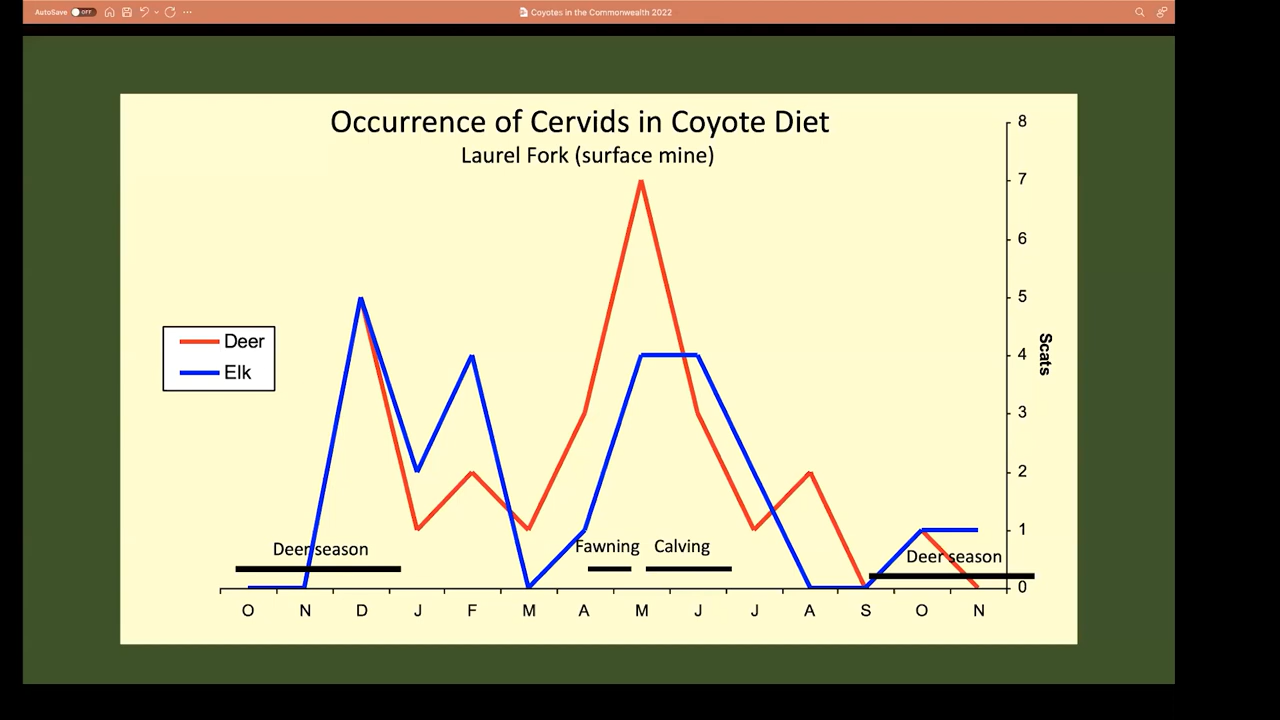 AutoSave OFF
Coyotes in the Commonwealth 2022
Occurrence of Cervids in Coyote Diet
Laurel Fork (surface mine)
8
7
6
5
4
3
2
1
0
Scats
Deer
Elk
Deer season
Fawning
Calving
Deer season
O N D J F M A M J J A S O N